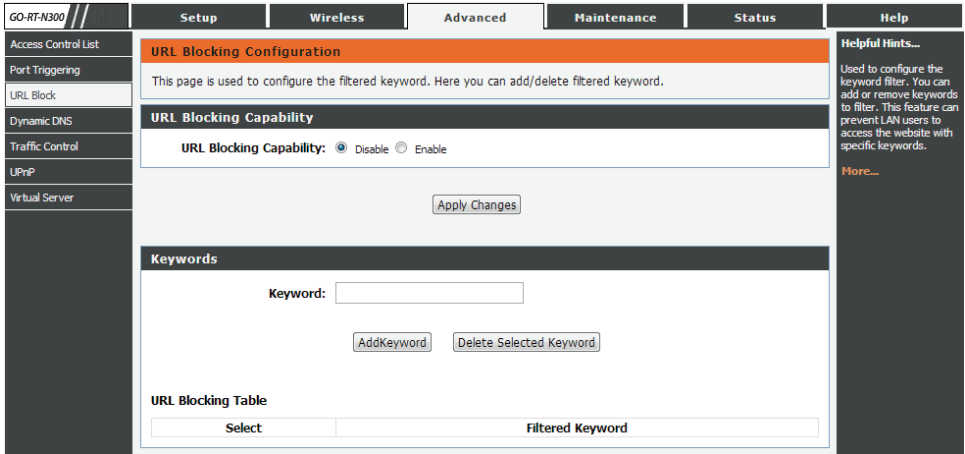 GO-RT-N300
Setup
Wireless
Advanced
Maintenance
Status
Help
Access Control List
Port Triggering
URL Block
Dynamic DNS
Traffic Control
UPnP
Virtual Server
URL Blocking Configuration
This page is used to configure the filtered keyword. Here you can add/delete filtered keyword.
URL Blocking Capability
URL Blocking Capability: Disable Enable
Apply Changes
Keywords
Keyword:
AddKeyword Delete Selected Keyword
URL Blocking Table
Select Filtered Keyword
Helpful Hints...
Used to configure the
keyword filter. You can
add or remove keywords
to filter. This feature can
prevent LAN users to
access the website with
specific keywords.
More...